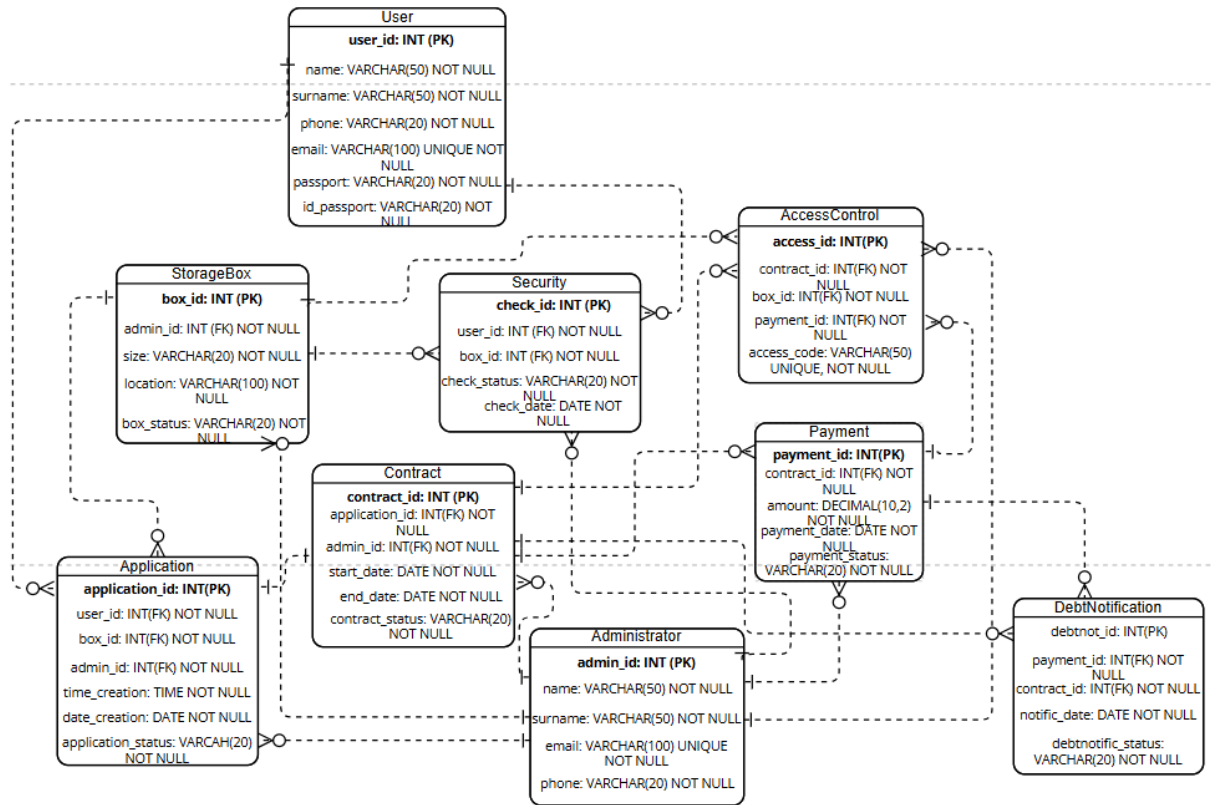 User
user_id: INT (PK)
name: VARCHAR(50) NOT NULL
surname: VARCHAR(50) NOT NULL
phone: VARCHAR(20) NOT NULL
email: VARCHAR(100) UNIQUE NOT
NULL
passport: VARCHAR(20) NOT NULL
id_passport: VARCHAR(20) NOT
NULL
AccessControl
access_id: INT(PK)
contract_id: INT(FK) NOT
NULL
box_id: INT(FK) NOT NULL
payment_id: INT(FK) NOT
NULL
access_code: VARCHAR(50)
UNIQUE, NOT NULL
StorageBox
box_id: INT (PK)
admin_id: INT (FK) NOT NULL
size: VARCHAR(20) NOT NULL
location: VARCHAR(100) NOT
NULL
box_status: VARCHAR(20) NOT
NULL
Security
check_id: INT (PK)
user_id: INT (FK) NOT NULL
box_id: INT (FK) NOT NULL
check_status: VARCHAR(20) NOT
NULL
check_date: DATE NOT
NULL
Payment
payment_id: INT(PK)
contract_id: INT(FK) NOT
NULL
amount: DECIMAL(10,2)
NOT NULL
payment_date: DATE NOT
NULL
payment_status:
VARCHAR(20) NOT NULL
Contract
contract_id: INT (PK)
application_id: INT(FK) NOT
NULL
admin_id: INT(FK) NOT NULL
start_date: DATE NOT NULL
end_date: DATE NOT NULL
contract_status: VARCHAR(20)
NOT NULL
Application
application_id: INT(PK)
user_id: INT(FK) NOT NULL
box_id: INT(FK) NOT NULL
admin_id: INT(FK) NOT NULL
time_creation: TIME NOT NULL
date_creation: DATE NOT NULL
application_status: VARCAH(20)
NOT NULL
Administrator
admin_id: INT (PK)
name: VARCHAR(50) NOT NULL
surname: VARCHAR(50) NOT NULL
email: VARCHAR(100) UNIQUE
NOT NULL
phone: VARCHAR(20) NOT NULL
DebtNotification
debtnot_id: INT(PK)
payment_id: INT(FK) NOT
NULL
contract_id: INT(FK) NOT NULL
notific_date: DATE NOT NULL
debtnotific_status:
VARCHAR(20) NOT NULL